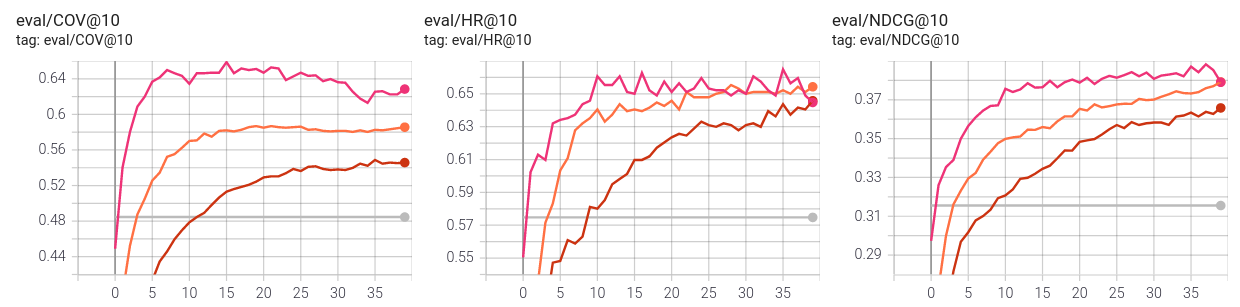 eval/COV@10
tag: eval/COV@10
0.64
0.6
0.56
0.52
0.48
0.44
0 5 10 15 20 25 30 35
eval/HR@10
tag: eval/HR@10
0.65
0.63
0.61
0.59
0.57
0.55
0 5 10 15 20 25 30 35
eval/NDCG@10
tag: eval/NDCG@10
0.37
0.35
0.33
0.31
0.29
0 5 10 15 20 25 30 35